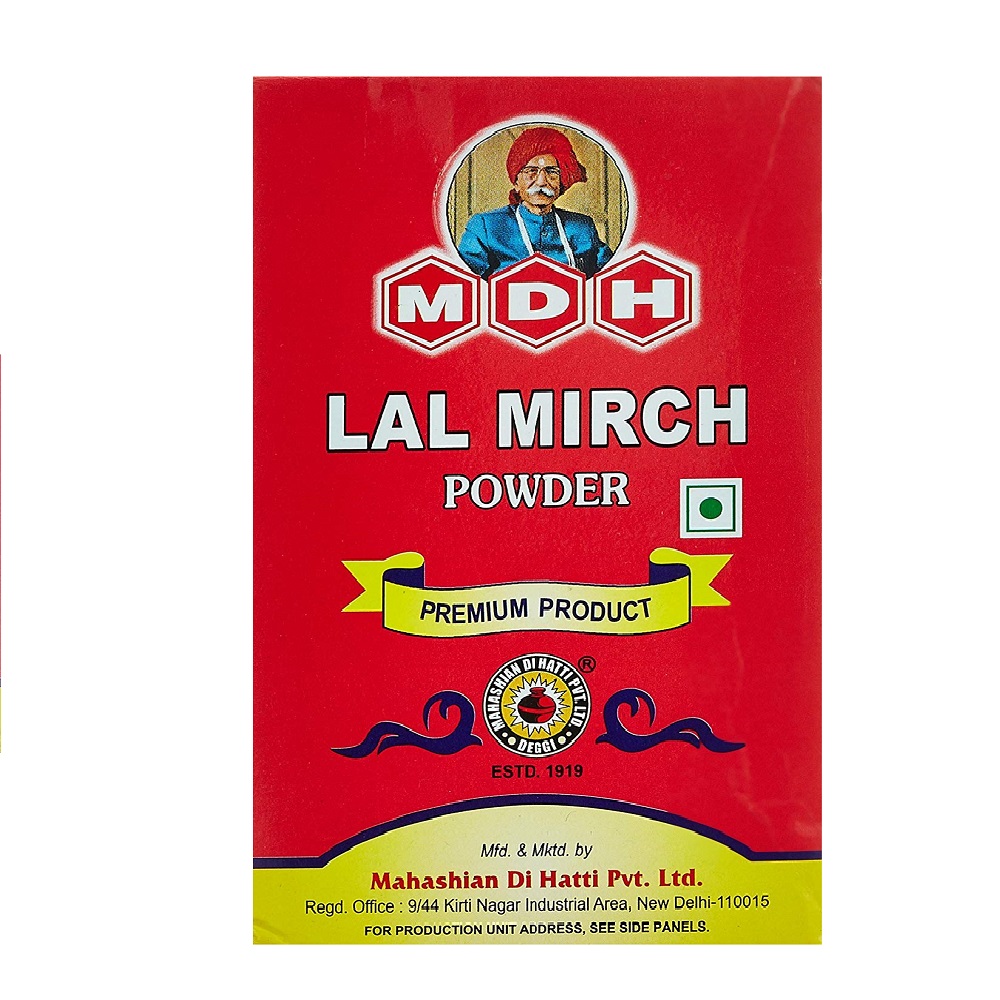 MDH
LAL MIRCH
POWDER
PREMIUM PRODUCT
MAHASHIAN DI HATTI PVT. LTD.
®
DEGGI
ESTD. 1919
Mfd. & Mktd. by
Mahashian Di Hatti Pvt. Ltd.
Regd. Office : 9/44 Kirti Nagar Industrial Area, New Delhi-110015
FOR PRODUCTION UNIT ADDRESS, SEE SIDE PANELS.